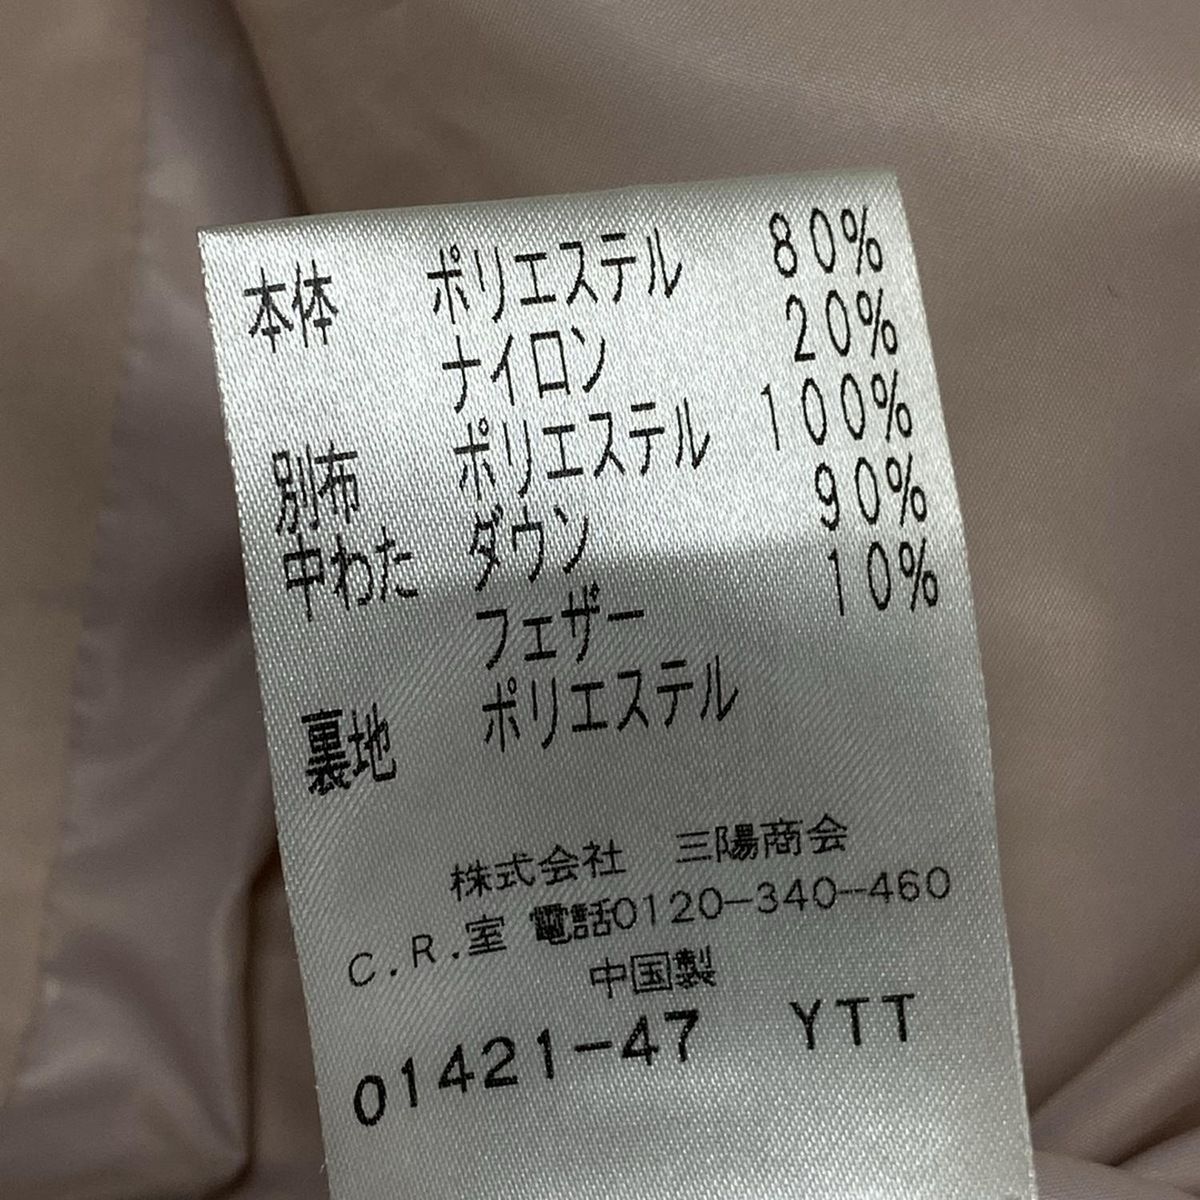 本体 ポリエステル 80%
ナイロン 20%
別布 ポリエステル 100%
中わた ダウン 90%
フェザー 10%
裏地 ポリエステル
株式会社 三陽商会
C.R.室 電話0120-340-460
中国製
01421-47 YTT